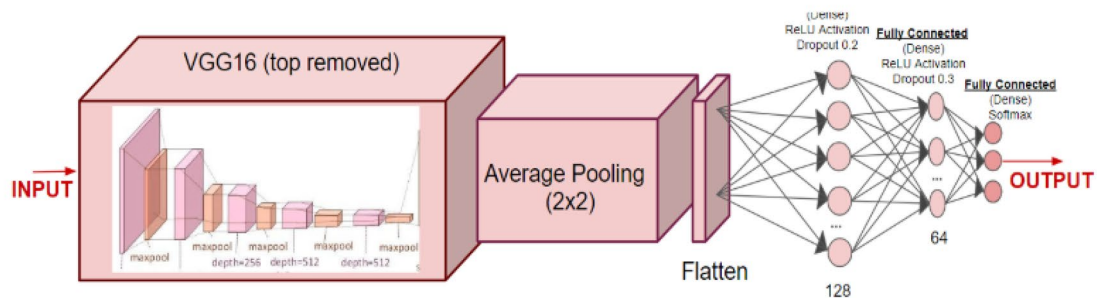 VGG16 (top removed)
INPUT
maxpool
maxpool
maxpool
maxpool
maxpool
depth=256
depth=512
depth=512
Average Pooling
(2x2)
Flatten
(Dense)
ReLU Activation
Dropout 0.2
...
128
Fully Connected
(Dense)
ReLU Activation
Dropout 0.3
...
64
Fully Connected
(Dense)
Softmax
OUTPUT